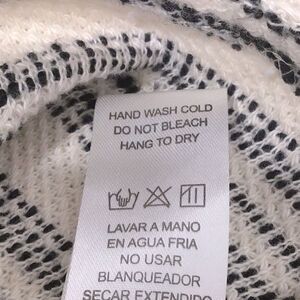 HAND WASH COLD
DO NOT BLEACH
HANG TO DRY
LAVAR A MANO
EN AGUA FRIA
NO USAR
BLANQUEADOR
SECAR EXTENDIDO